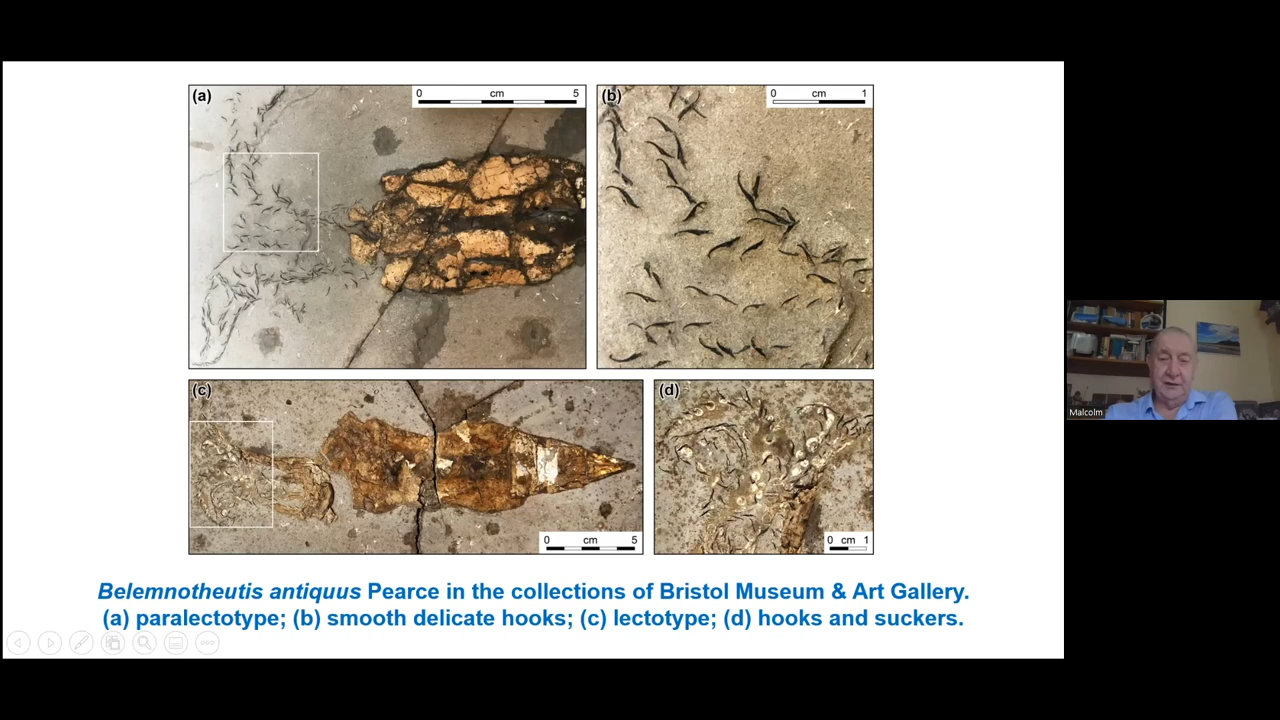 (a)
0 cm 5
(b)
0 cm 1
(c)
0 cm 5
(d)
0 cm 1
Malcolm
Belemnotheutis antiquus Pearce in the collections of Bristol Museum & Art Gallery.
(a) paralectotype; (b) smooth delicate hooks; (c) lectotype; (d) hooks and suckers.